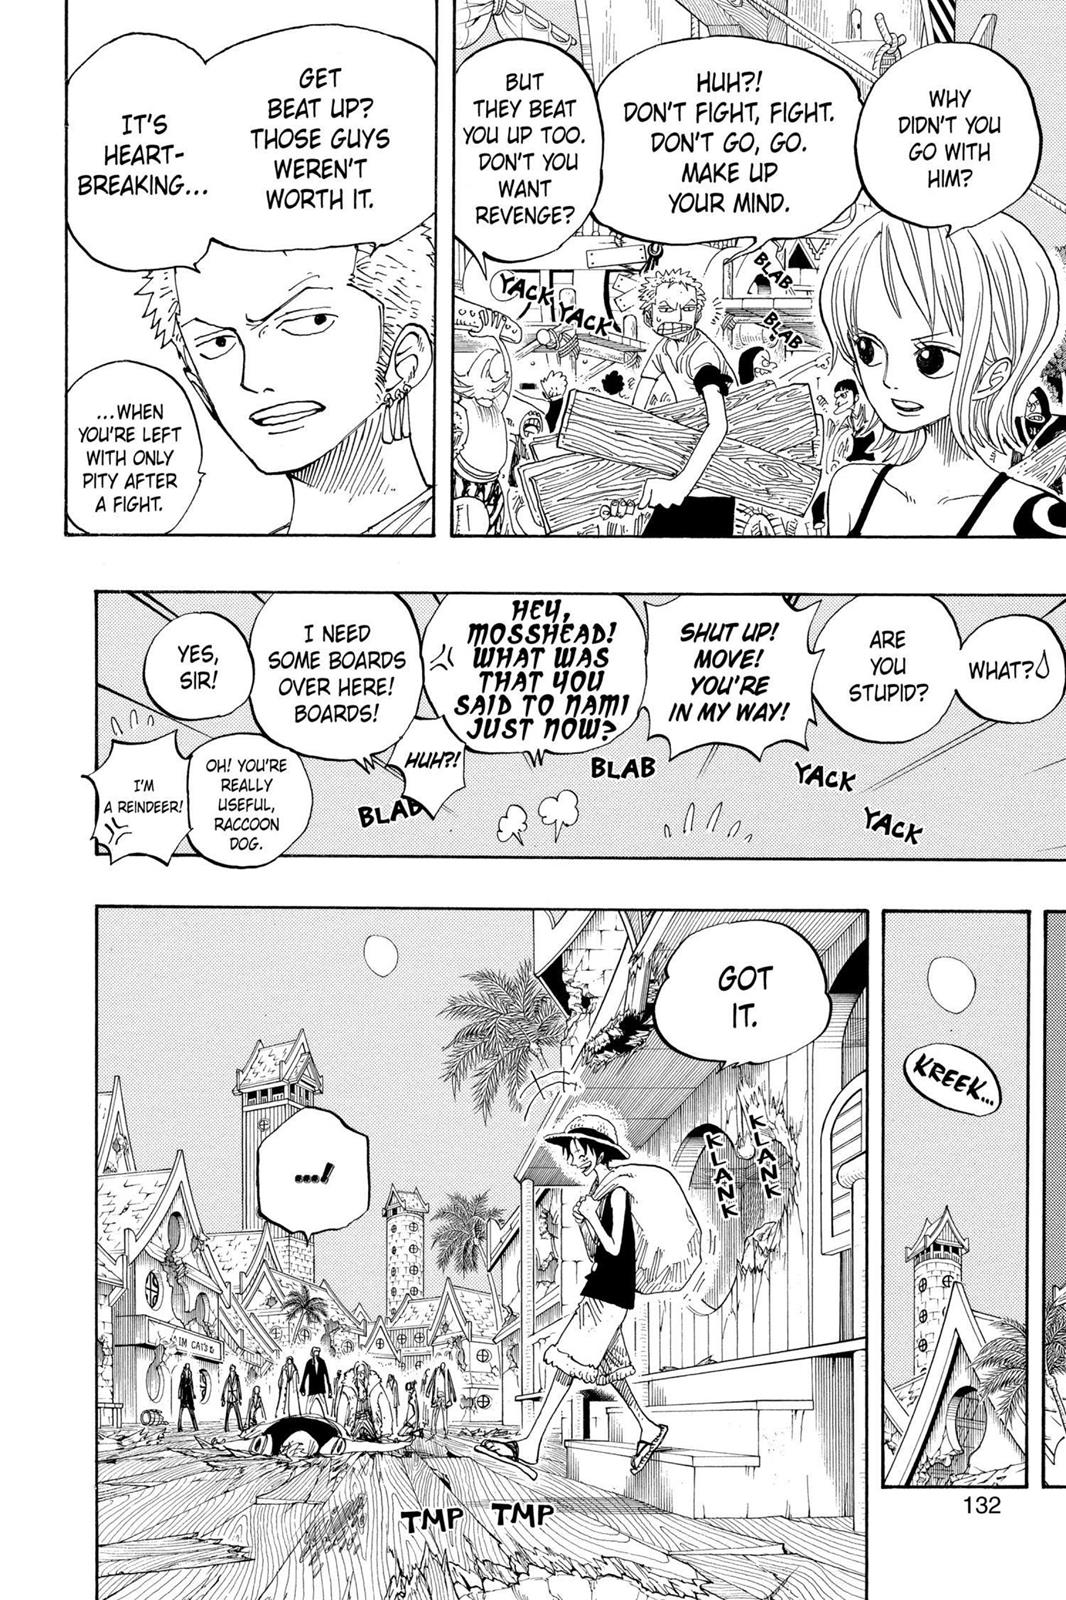 WHY
DIDN'T YOU
GO WITH
HIM?
HUH?!
DON'T FIGHT, FIGHT.
DON'T GO, GO.
MAKE UP
YOUR MIND.
BUT
THEY BEAT
YOU UP TOO.
DON'T YOU
WANT
REVENGE?
BLAB
BLAB
YACK
YACK
GET
BEAT UP?
THOSE GUYS
WEREN'T
WORTH IT.
IT'S
HEART-
BREAKING...
...WHEN
YOU'RE LEFT
WITH ONLY
PITY AFTER
A FIGHT.
WHAT?
ARE
YOU
STUPID?
SHUT UP!
MOVE!
YOU'RE
IN MY WAY!
HEY,
MOSSHEAD!
WHAT WAS
THAT YOU
SAID TO NAMI
JUST NOW?
HUH?!
I NEED
SOME BOARDS
OVER HERE!
BOARDS!
YES,
SIR!
OH! YOU'RE
REALLY
USEFUL,
RACCOON
DOG.
I'M
A REINDEER!
YACK
YACK
BLAB
BLAB
KREEK...
GOT
IT.
KLANK
KLANK
...!
IM CAT'S
TMP TMP
132